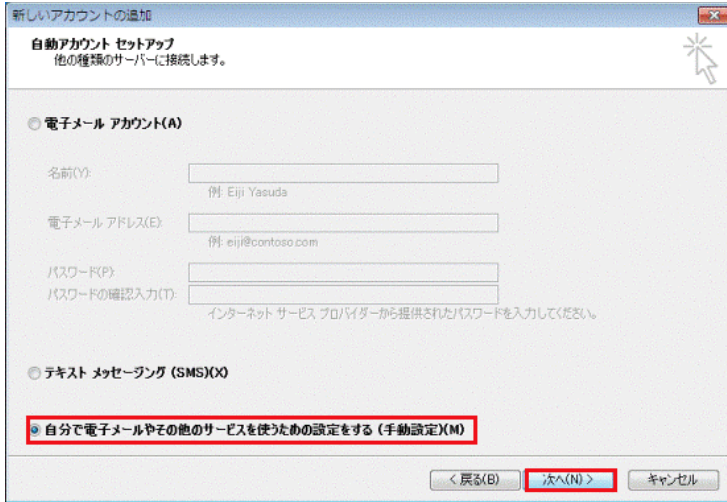 新しいアカウントの追加
自動アカウント セットアップ
他の種類のサーバーに接続します。
電子メール アカウント(A)
名前(Y):
例: Eiji Yasuda
電子メール アドレス(E):
例: eiji@contoso.com
パスワード(P):
パスワードの確認入力(T):
インターネット サービス プロバイダーから提供されたパスワードを入力してください。
テキスト メッセージング (SMS)(X)
自分で電子メールやその他のサービスを使うための設定をする (手動設定)(M)
< 戻る(B) 次へ(N) > キャンセル